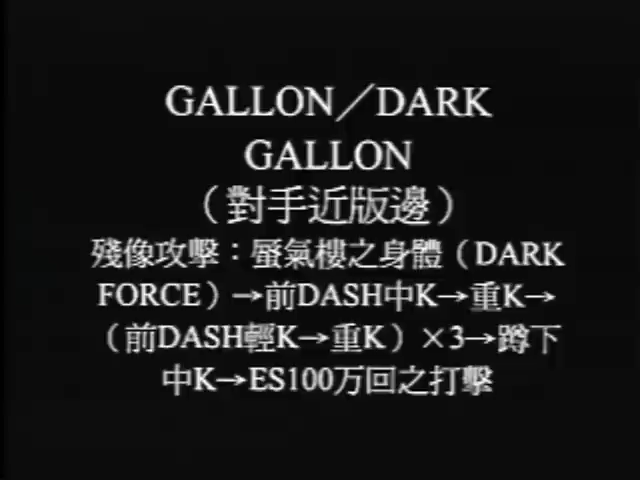 GALLON／DARK
GALLON
（對手近版邊）
殘像攻擊：蜃氣樓之身體（DARK
FORCE）→前DASH中K→重K→
（前DASH輕K→重K）×3→蹲下
中K→ES100万回之打擊